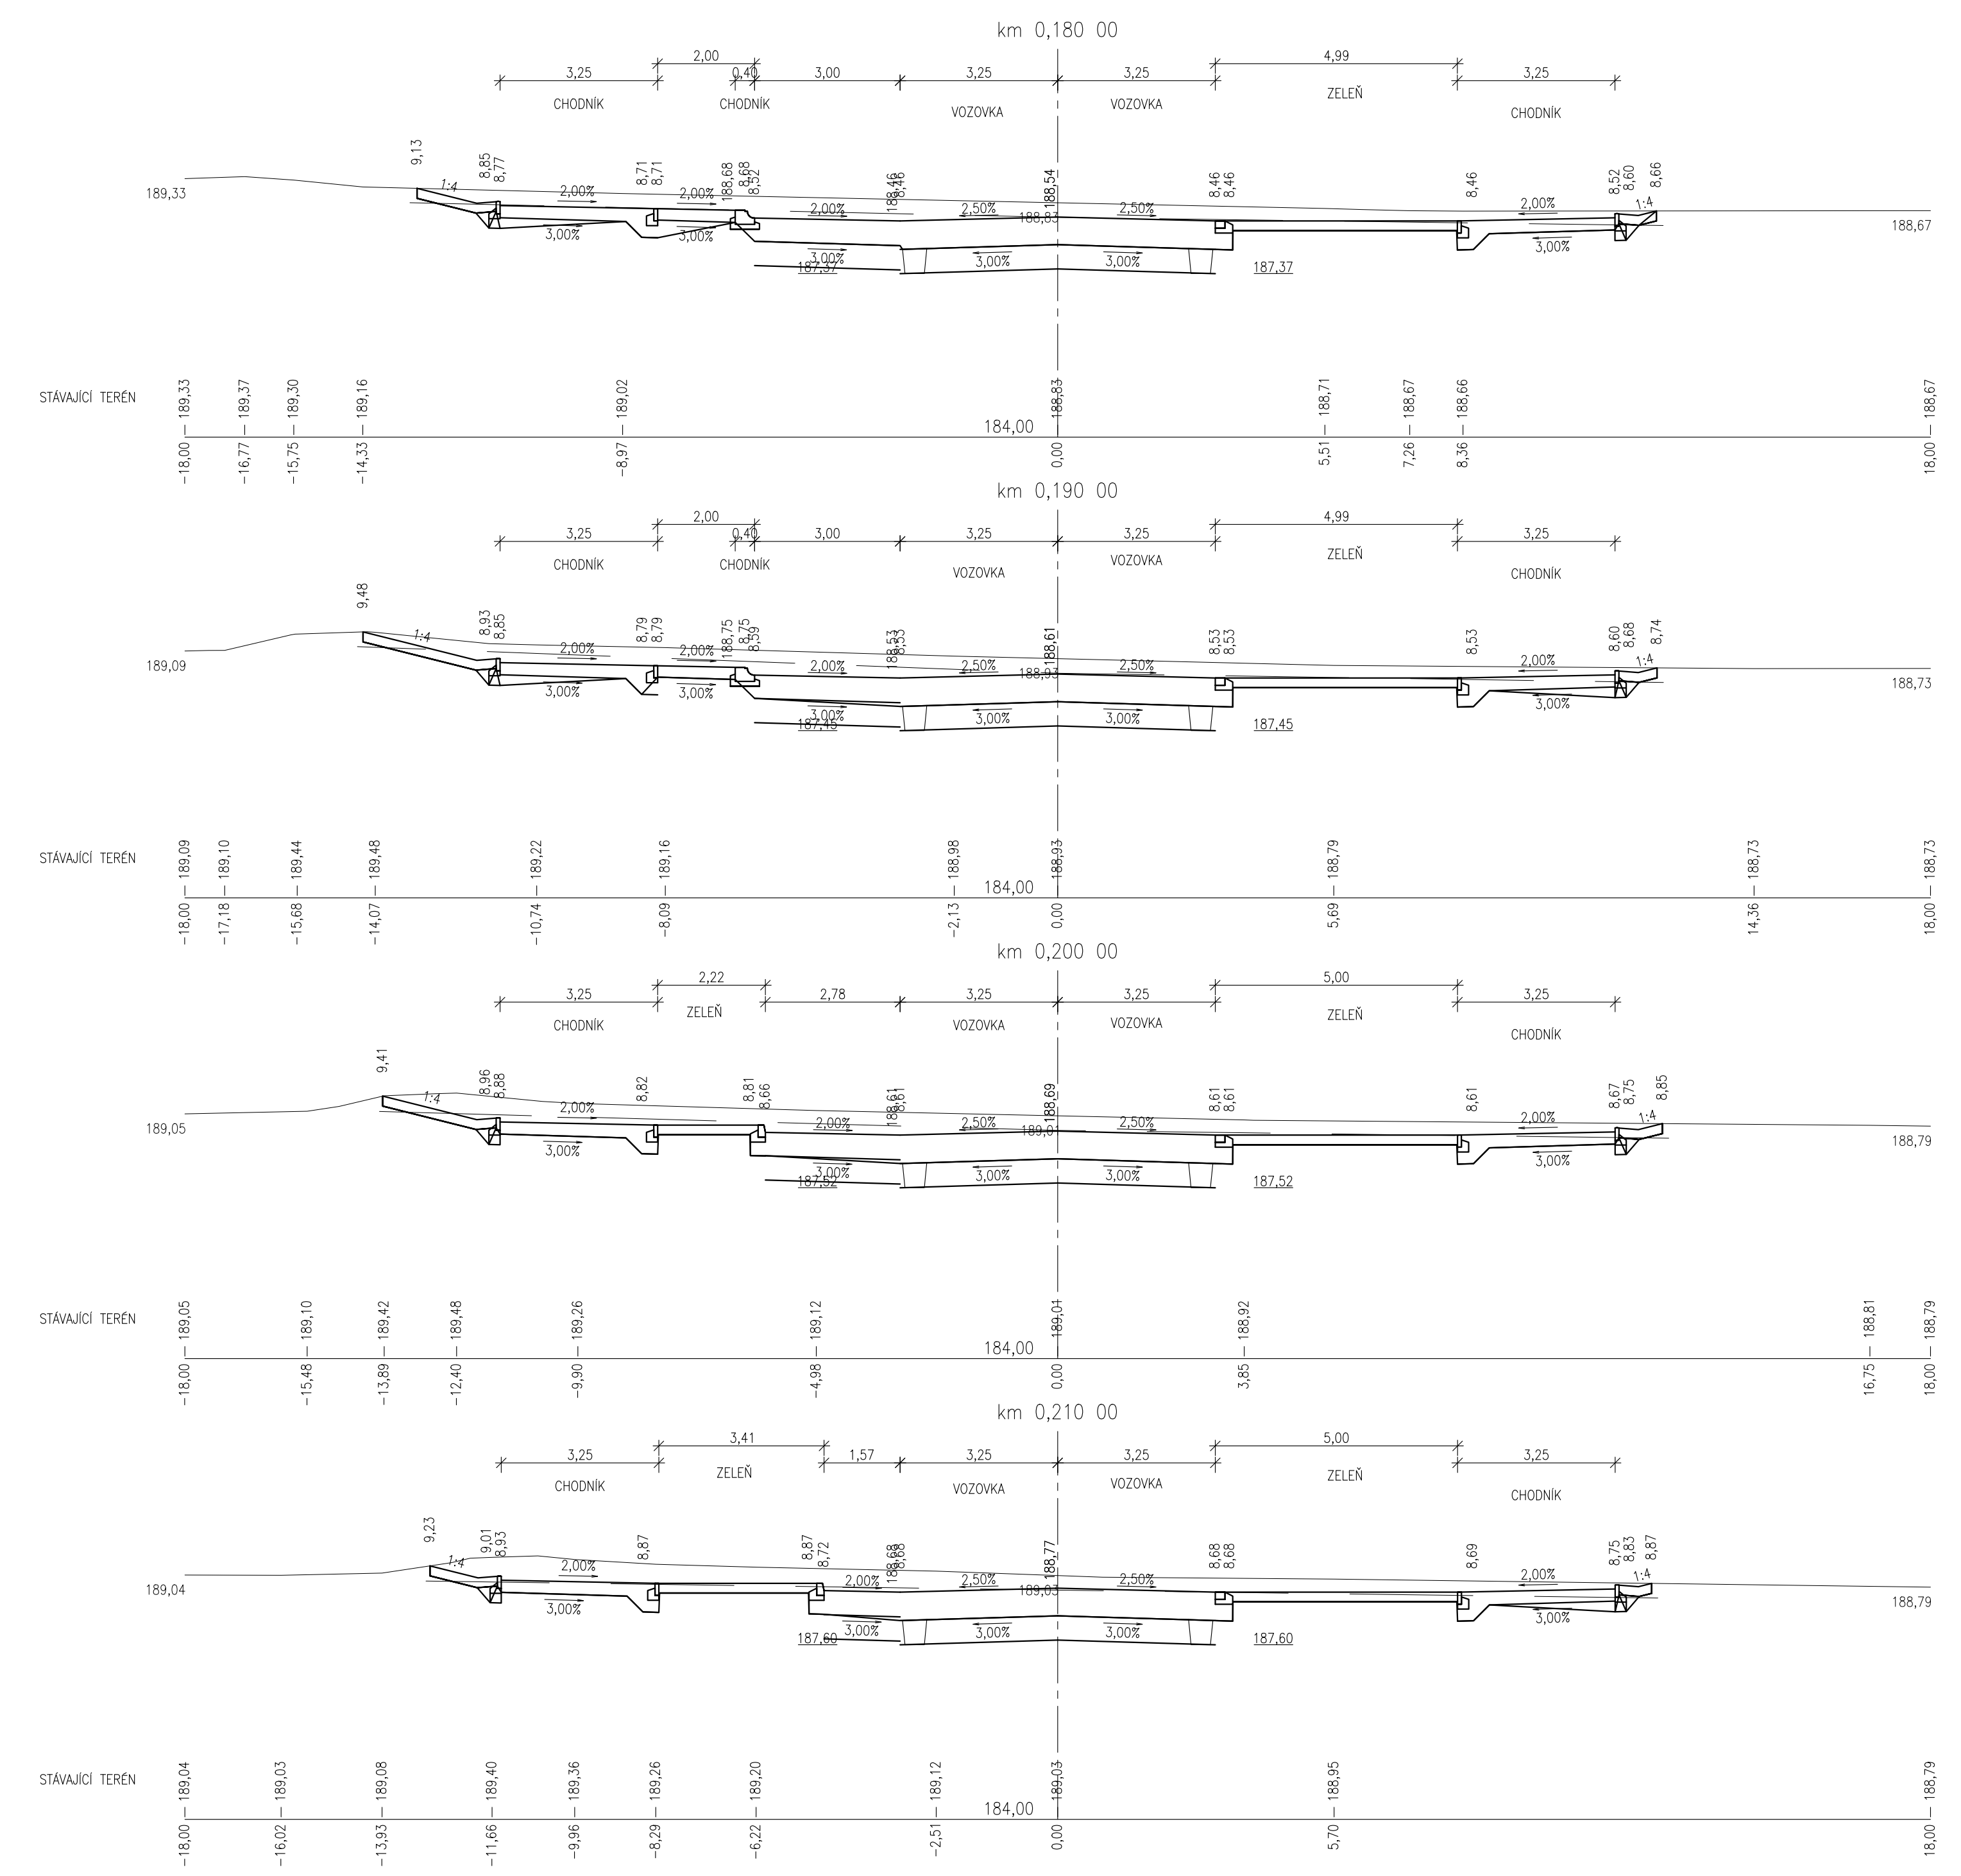 km 0,180 00
2,00 4,99
3,25 0,40 3,00 3,25 3,25 3,25
CHODNÍK CHODNÍK VOZOVKA VOZOVKA ZELEŇ CHODNÍK
9,13 8,85 8,77 8,71 8,71 188,68 8,68 8,52 188,46 8,46 188,54 8,46 8,46 8,46 8,52 8,60 8,66
189,33 1:4 2,00% 2,00% 2,00% 2,50% 188,83 2,50% 2,00% 1:4 188,67
3,00% 3,00% 3,00% 3,00% 3,00% 3,00%
187,37 187,37
STÁVAJÍCÍ TERÉN 189,33 189,37 189,30 189,16 189,02 188,83 188,71 188,67 188,66 188,67
184,00
-18,00 -16,77 -15,75 -14,33 -8,97 0,00 5,51 7,26 8,36 18,00
km 0,190 00
2,00 4,99
3,25 0,40 3,00 3,25 3,25 3,25
CHODNÍK CHODNÍK VOZOVKA VOZOVKA ZELEŇ CHODNÍK
9,48 8,93 8,85 8,79 8,79 188,75 8,75 8,59 188,53 8,53 188,61 8,53 8,53 8,53 8,60 8,68 8,74
189,09 1:4 2,00% 2,00% 2,00% 2,50% 188,93 2,50% 2,00% 1:4 188,73
3,00% 3,00% 3,00% 3,00% 3,00% 3,00%
187,45 187,45
STÁVAJÍCÍ TERÉN 189,09 189,10 189,44 189,48 189,22 189,16 188,98 188,93 188,79 188,73 188,73
184,00
-18,00 -17,18 -15,68 -14,07 -10,74 -8,09 -2,13 0,00 5,69 14,36 18,00
km 0,200 00
2,22 5,00
3,25 2,78 3,25 3,25 3,25
CHODNÍK ZELEŇ VOZOVKA VOZOVKA ZELEŇ CHODNÍK
9,41 8,96 8,88 8,82 8,81 8,66 188,61 8,61 188,69 8,61 8,61 8,61 8,67 8,75 8,85
189,05 1:4 2,00% 2,00% 2,50% 189,01 2,50% 2,00% 1:4 188,79
3,00% 3,00% 3,00% 3,00% 3,00%
187,52 187,52
STÁVAJÍCÍ TERÉN 189,05 189,10 189,42 189,48 189,26 189,12 189,01 188,92 188,81 188,79
184,00
-18,00 -15,48 -13,89 -12,40 -9,90 -4,98 0,00 3,85 16,75 18,00
km 0,210 00
3,41 5,00
3,25 1,57 3,25 3,25 3,25
CHODNÍK ZELEŇ VOZOVKA VOZOVKA ZELEŇ CHODNÍK
9,23 9,01 8,93 8,87 8,87 8,72 188,68 8,68 188,77 8,68 8,68 8,69 8,75 8,83 8,87
189,04 1:4 2,00% 2,00% 2,50% 189,03 2,50% 2,00% 1:4 188,79
3,00% 3,00% 3,00% 3,00% 3,00%
187,60 187,60
STÁVAJÍCÍ TERÉN 189,04 189,03 189,08 189,40 189,36 189,26 189,20 189,12 189,03 188,95 188,79
184,00
-18,00 -16,02 -13,93 -11,66 -9,96 -8,29 -6,22 -2,51 0,00 5,70 18,00